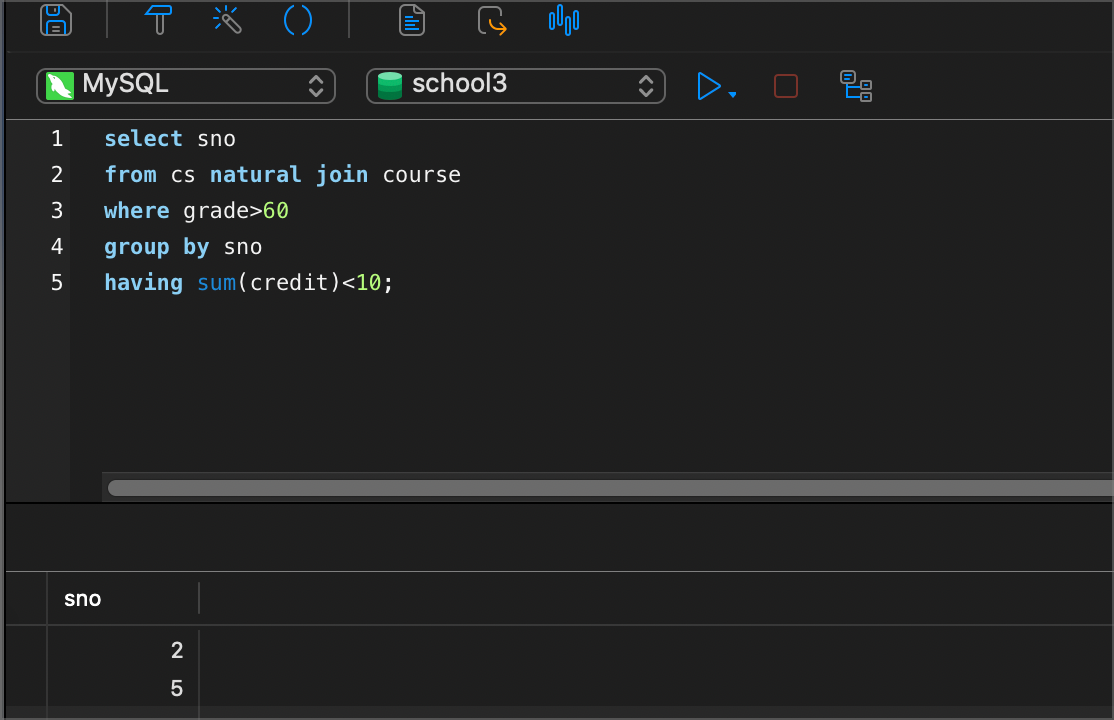 MySQL school3
1 select sno
2 from cs natural join course
3 where grade>60
4 group by sno
5 having sum(credit)<10;
sno
2
5